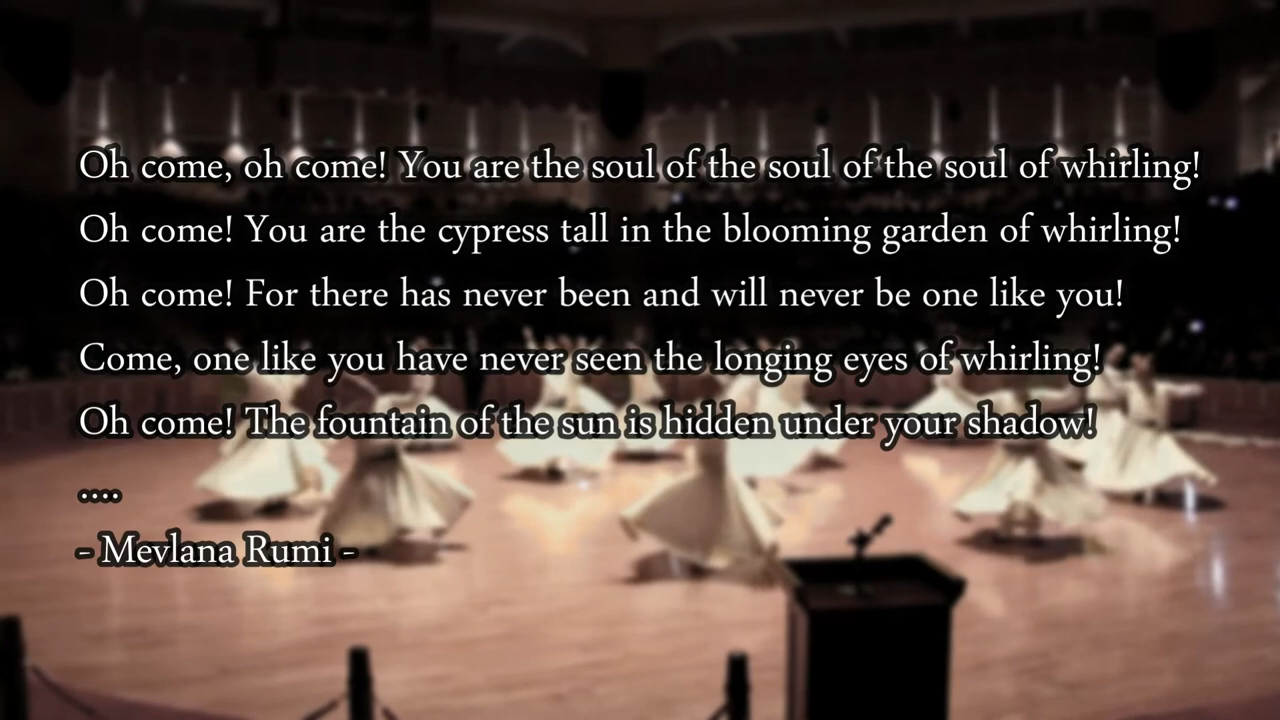 Oh come, oh come! You are the soul of the soul of the soul of whirling!
Oh come! You are the cypress tall in the blooming garden of whirling!
Oh come! For there has never been and will never be one like you!
Come, one like you have never seen the longing eyes of whirling!
Oh come! The fountain of the sun is hidden under your shadow!
....
- Mevlana Rumi -